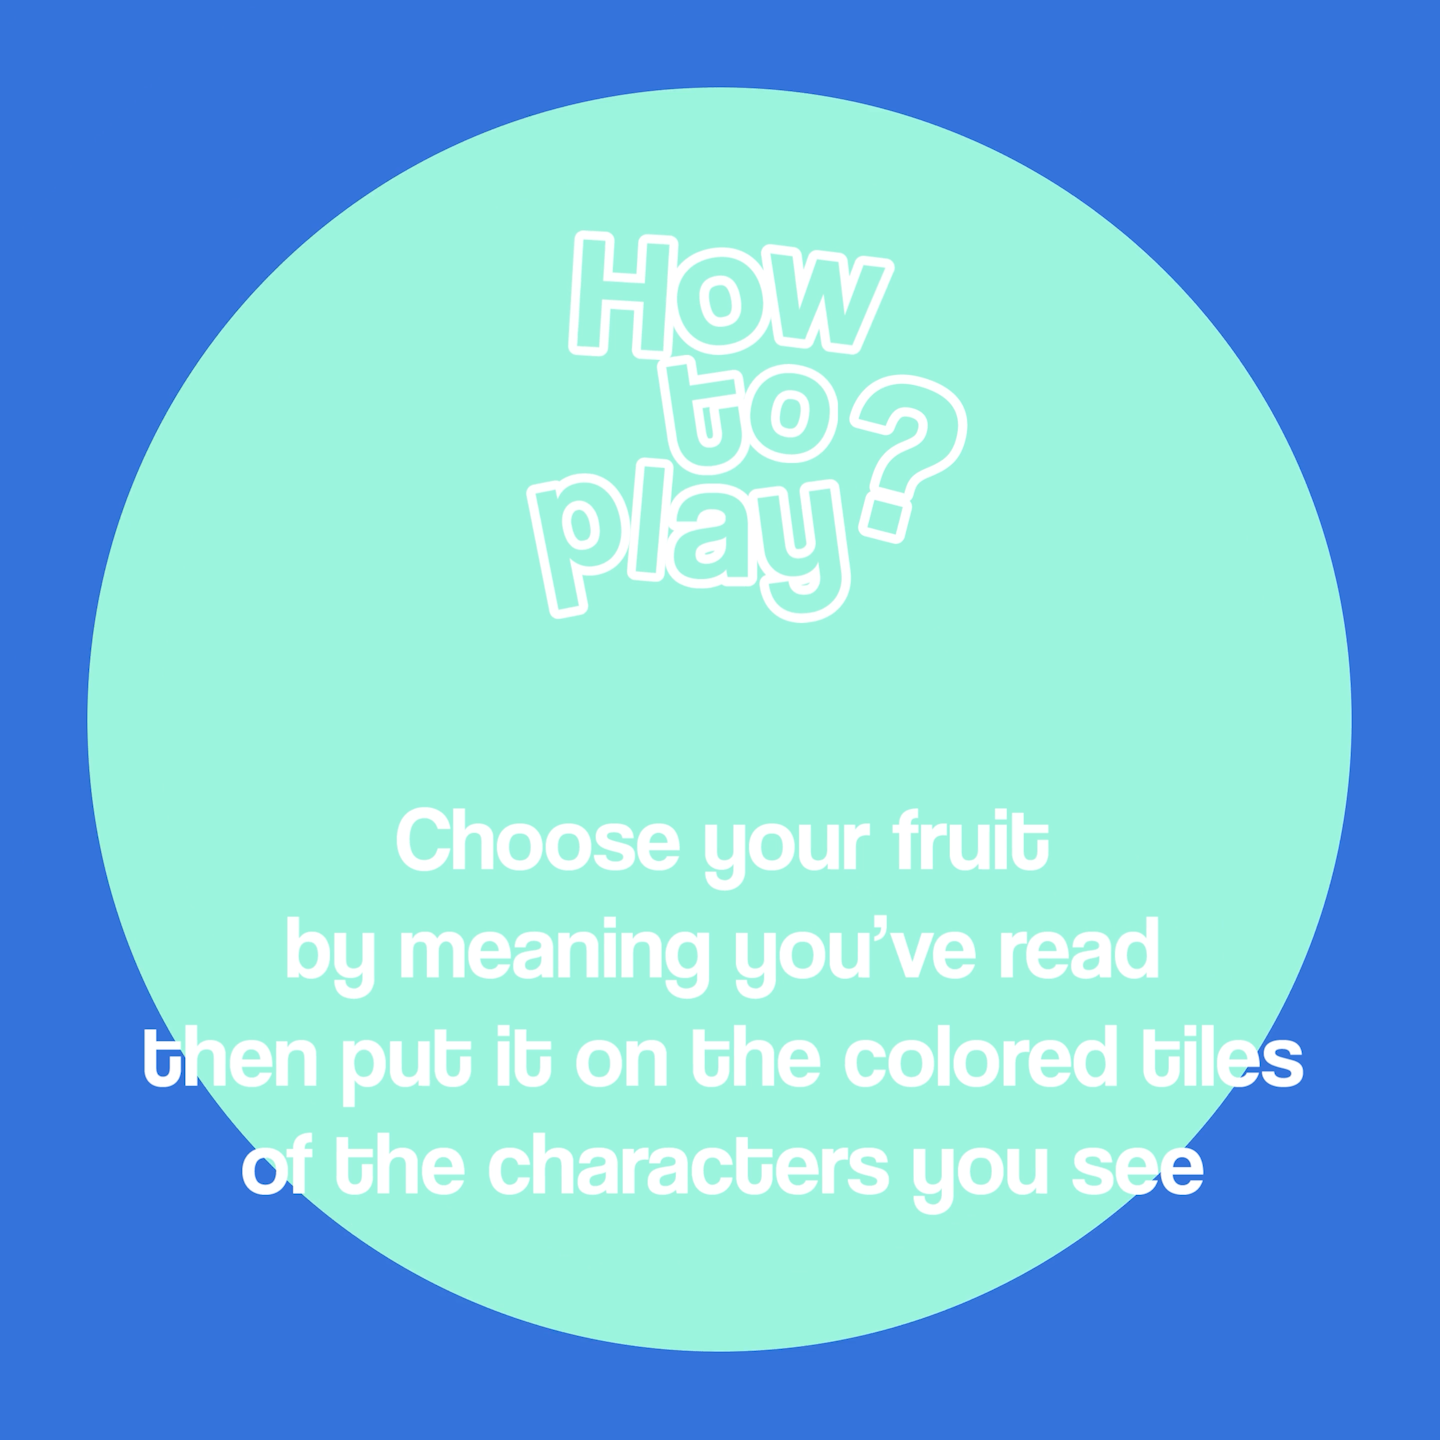 How
to
play?
Choose your fruit
by meaning you’ve read
then put it on the colored tiles
of the characters you see